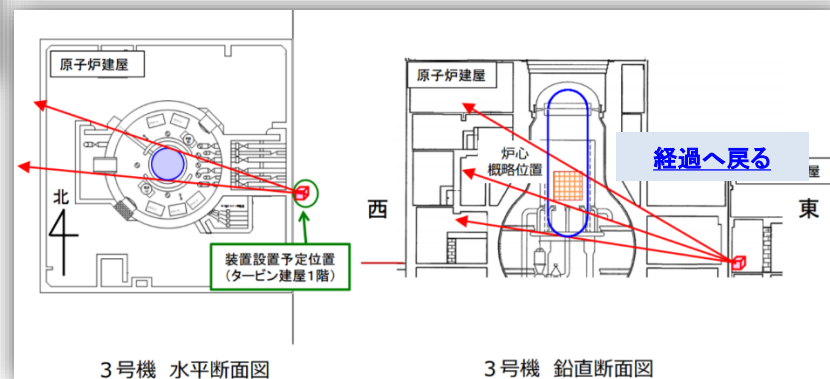 原子炉建屋
北
装置設置予定位置
(タービン建屋1階)
3号機 水平断面図
原子炉建屋
炉心
概略位置
経過へ戻る
屋
西
東
3号機 鉛直断面図